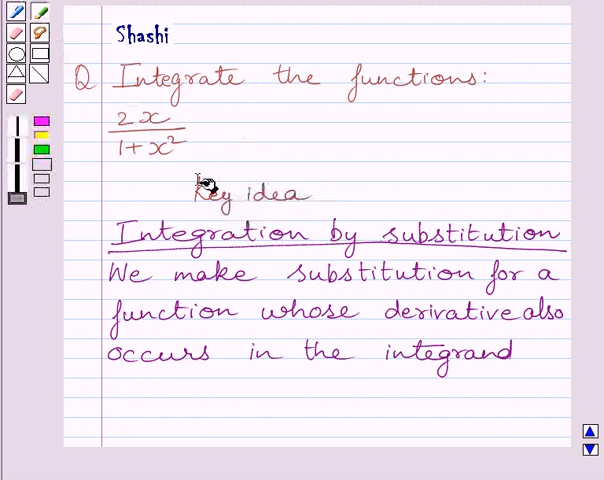 Shashi
Q Integrate the functions:
2x
1+x²
Key idea
Integration by substitution
We make substitution for a
function whose derivative also
occurs in the integrand